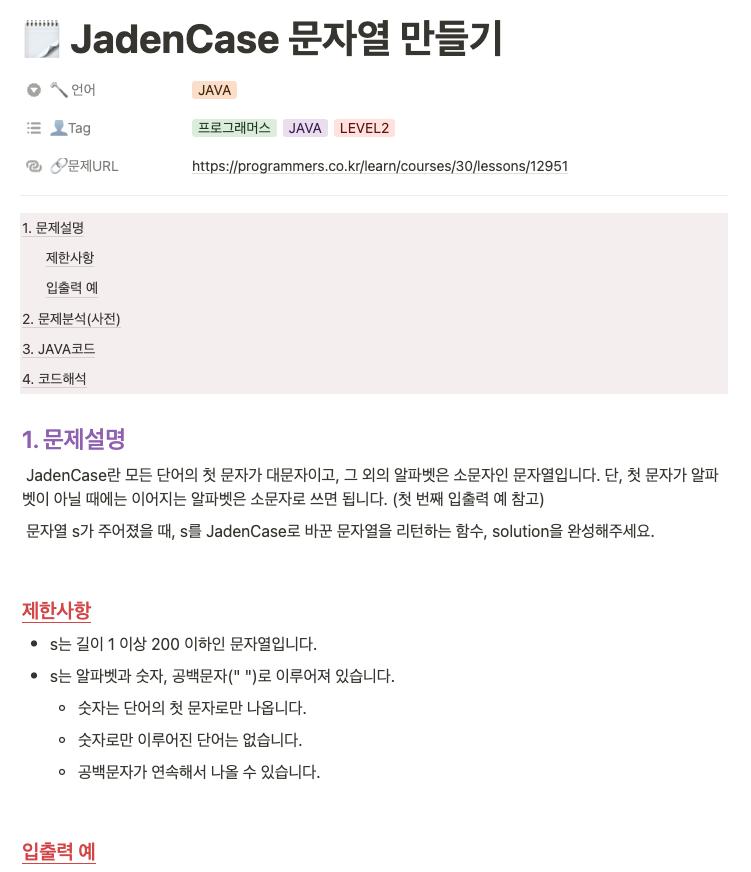 JadenCase 문자열 만들기
언어 JAVA
Tag 프로그래머스 JAVA LEVEL2
문제URL https://programmers.co.kr/learn/courses/30/lessons/12951
1. 문제설명
제한사항
입출력 예
2. 문제분석(사전)
3. JAVA코드
4. 코드해석
1. 문제설명
JadenCase란 모든 단어의 첫 문자가 대문자이고, 그 외의 알파벳은 소문자인 문자열입니다. 단, 첫 문자가 알파
벳이 아닐 때에는 이어지는 알파벳은 소문자로 쓰면 됩니다. (첫 번째 입출력 예 참고)
문자열 s가 주어졌을 때, s를 JadenCase로 바꾼 문자열을 리턴하는 함수, solution을 완성해주세요.
제한사항
• s는 길이 1 이상 200 이하인 문자열입니다.
• s는 알파벳과 숫자, 공백문자(" ")로 이루어져 있습니다.
◦ 숫자는 단어의 첫 문자로만 나옵니다.
◦ 숫자로만 이루어진 단어는 없습니다.
◦ 공백문자가 연속해서 나올 수 있습니다.
입출력 예